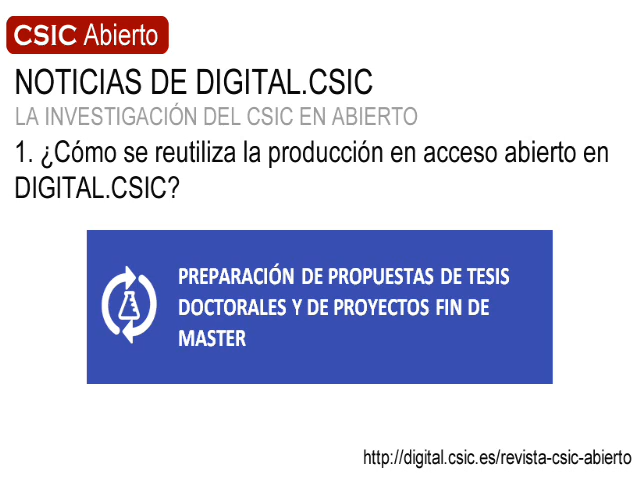 CSIC Abierto
NOTICIAS DE DIGITAL.CSIC
LA INVESTIGACIÓN DEL CSIC EN ABIERTO
1. ¿Cómo se reutiliza la producción en acceso abierto en
DIGITAL.CSIC?
PREPARACIÓN DE PROPUESTAS DE TESIS
DOCTORALES Y DE PROYECTOS FIN DE
MASTER
http://digital.csic.es/revista-csic-abierto